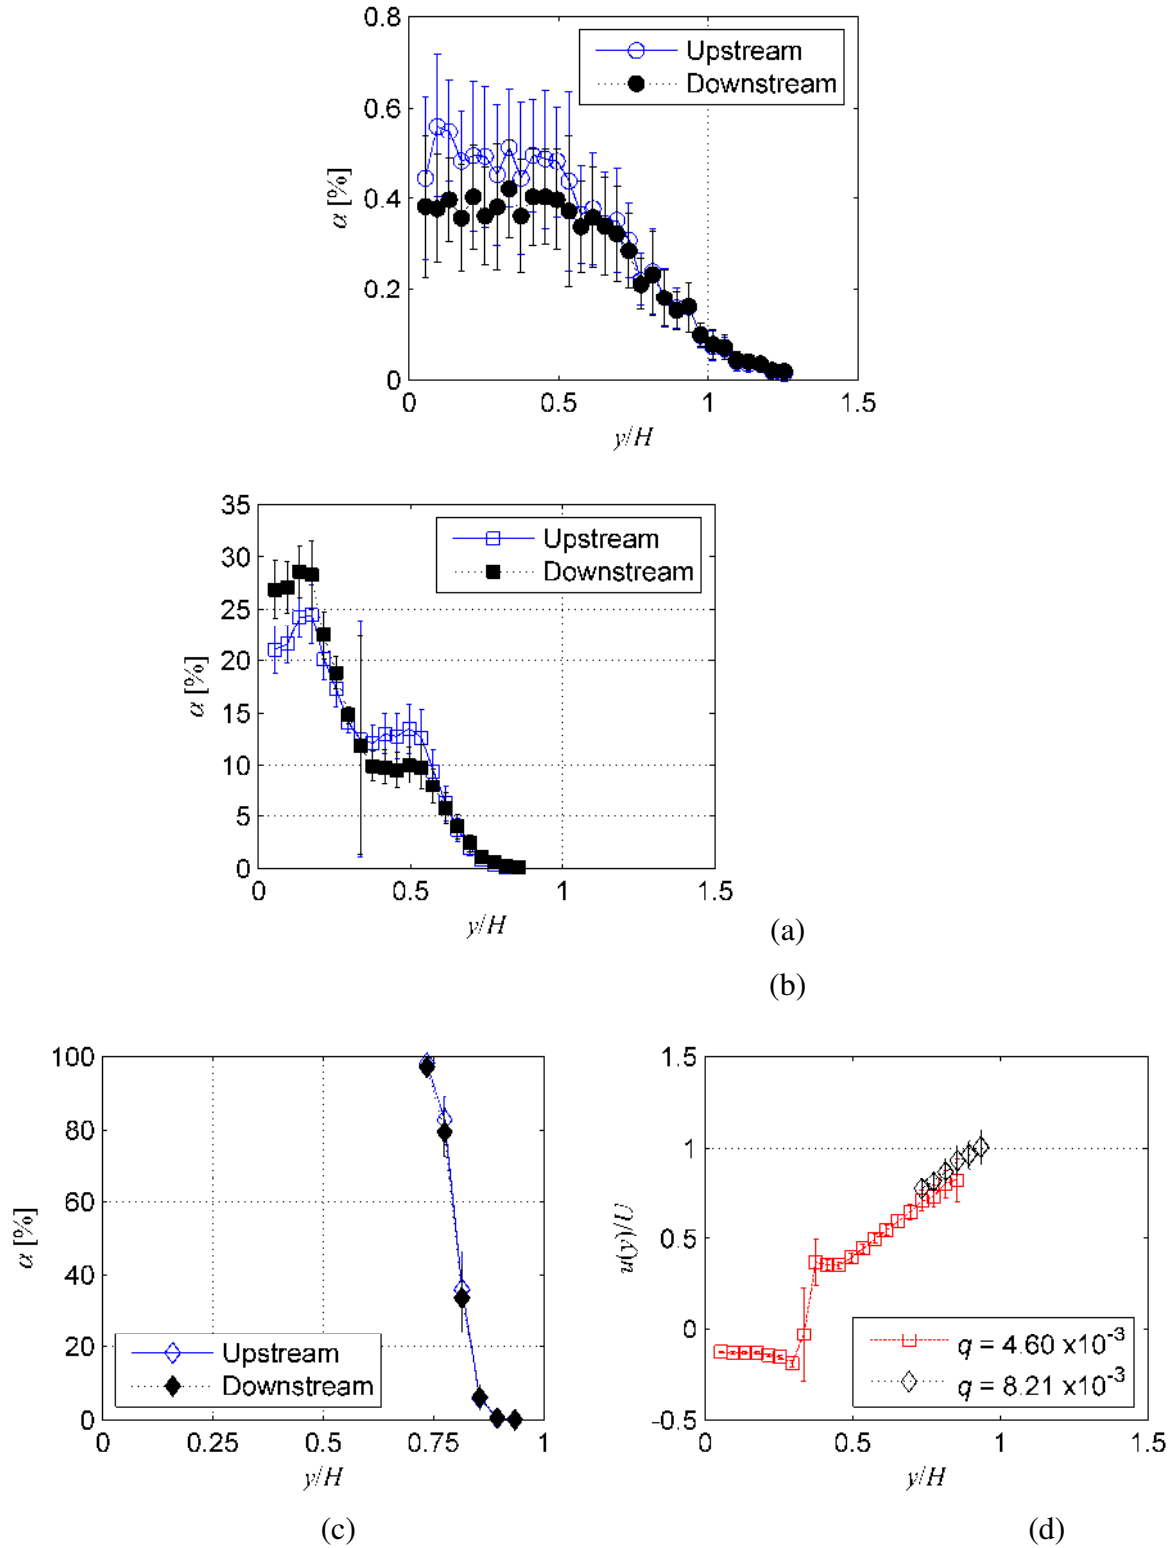 0.8
0.6
0.4
0.2
0
α [%]
Upstream
Downstream
0 0.5 1 1.5
y/H
35
30
25
20
15
10
5
0
α [%]
Upstream
Downstream
0 0.5 1 1.5
y/H
(a)
(b)
100
80
60
40
20
0
α [%]
Upstream
Downstream
0 0.25 0.5 0.75 1
y/H
(c)
1.5
1
0.5
0
-0.5
u(y)/U
q = 4.60 x10⁻³
q = 8.21 x10⁻³
0 0.5 1 1.5
y/H
(d)